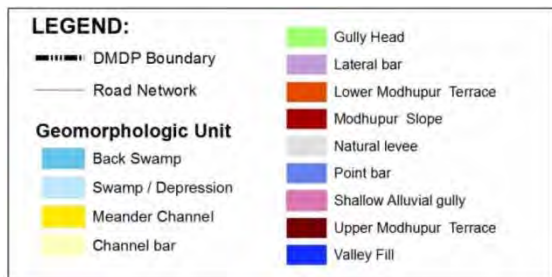 LEGEND:
DMDP Boundary
Road Network
Geomorphologic Unit
Back Swamp
Swamp / Depression
Meander Channel
Channel bar
Gully Head
Lateral bar
Lower Modhupur Terrace
Modhupur Slope
Natural levee
Point bar
Shallow Alluvial gully
Upper Modhupur Terrace
Valley Fill